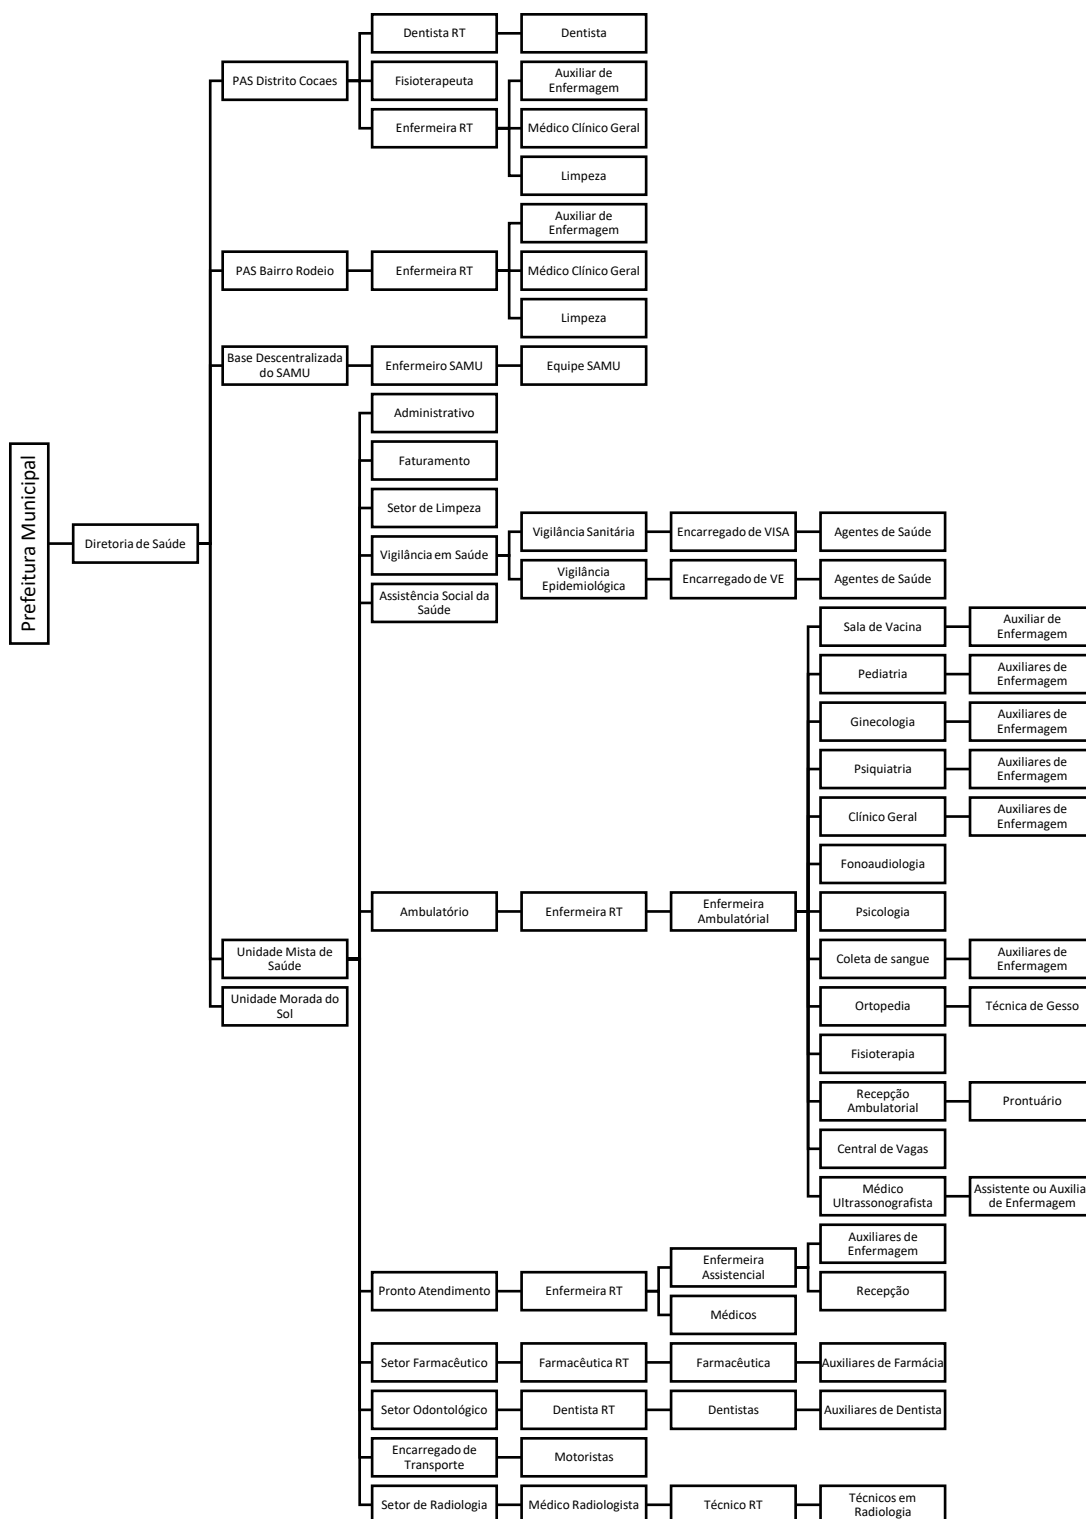 Prefeitura Municipal
Diretoria de Saúde
PAS Distrito Cocaes
Dentista RT
Dentista
Fisioterapeuta
Enfermeira RT
Auxiliar de
Enfermagem
Médico Clínico Geral
Limpeza
PAS Bairro Rodeio
Enfermeira RT
Auxiliar de
Enfermagem
Médico Clínico Geral
Limpeza
Base Descentralizada
do SAMU
Enfermeiro SAMU
Equipe SAMU
Unidade Mista de
Saúde
Administrativo
Faturamento
Setor de Limpeza
Vigilância em Saúde
Vigilância Sanitária
Encarregado de VISA
Agentes de Saúde
Vigilância
Epidemiológica
Encarregado de VE
Agentes de Saúde
Assistência Social da
Saúde
Ambulatório
Enfermeira RT
Enfermeira
Ambulatórial
Sala de Vacina
Auxiliar de
Enfermagem
Pediatria
Auxiliares de
Enfermagem
Ginecologia
Auxiliares de
Enfermagem
Psiquiatria
Auxiliares de
Enfermagem
Clínico Geral
Auxiliares de
Enfermagem
Fonoaudiologia
Psicologia
Coleta de sangue
Auxiliares de
Enfermagem
Ortopedia
Técnica de Gesso
Fisioterapia
Recepção
Ambulatorial
Prontuário
Central de Vagas
Médico
Ultrassonografista
Assistente ou Auxilia
de Enfermagem
Pronto Atendimento
Enfermeira RT
Enfermeira
Assistencial
Auxiliares de
Enfermagem
Recepção
Médicos
Setor Farmacêutico
Farmacêutica RT
Farmacêutica
Auxiliares de Farmácia
Setor Odontológico
Dentista RT
Dentistas
Auxiliares de Dentista
Encarregado de
Transporte
Motoristas
Setor de Radiologia
Médico Radiologista
Técnico RT
Técnicos em
Radiologia
Unidade Morada do
Sol